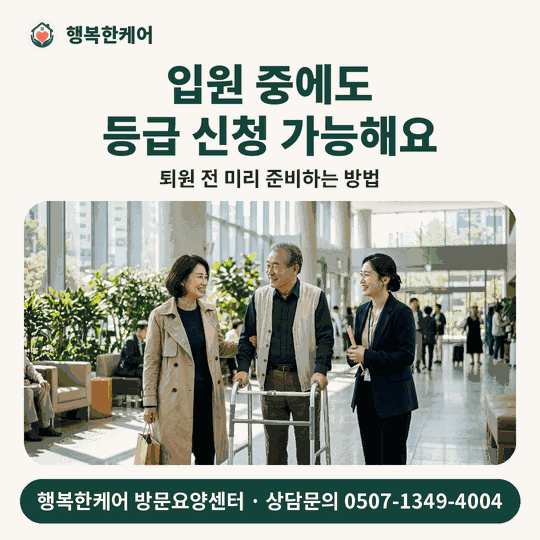 행복한케어
입원 중에도
등급 신청 가능해요
퇴원 전 미리 준비하는 방법
행복한케어 방문요양센터 · 상담문의 0507-1349-4004